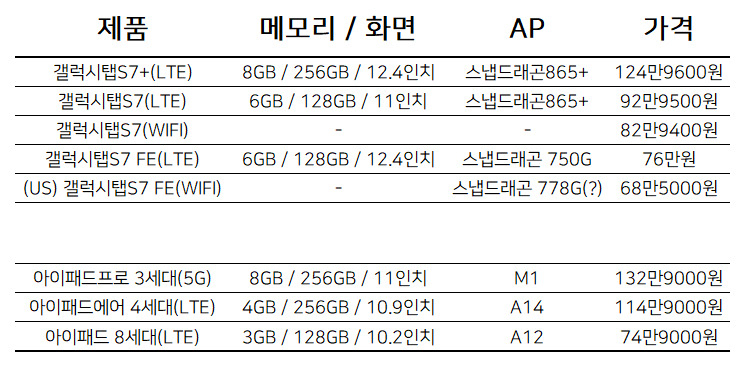 제품 메모리 / 화면 AP 가격
갤럭시탭S7+(LTE) 8GB / 256GB / 12.4인치 스냅드래곤865+ 124만9600원
갤럭시탭S7(LTE) 6GB / 128GB / 11인치 스냅드래곤865+ 92만9500원
갤럭시탭S7(WIFI) - - 82만9400원
갤럭시탭S7 FE(LTE) 6GB / 128GB / 12.4인치 스냅드래곤 750G 76만원
(US) 갤럭시탭S7 FE(WIFI) - 스냅드래곤 778G(?) 68만5000원
아이패드프로 3세대(5G) 8GB / 256GB / 11인치 M1 132만9000원
아이패드에어 4세대(LTE) 4GB / 256GB / 10.9인치 A14 114만9000원
아이패드 8세대(LTE) 3GB / 128GB / 10.2인치 A12 74만9000원